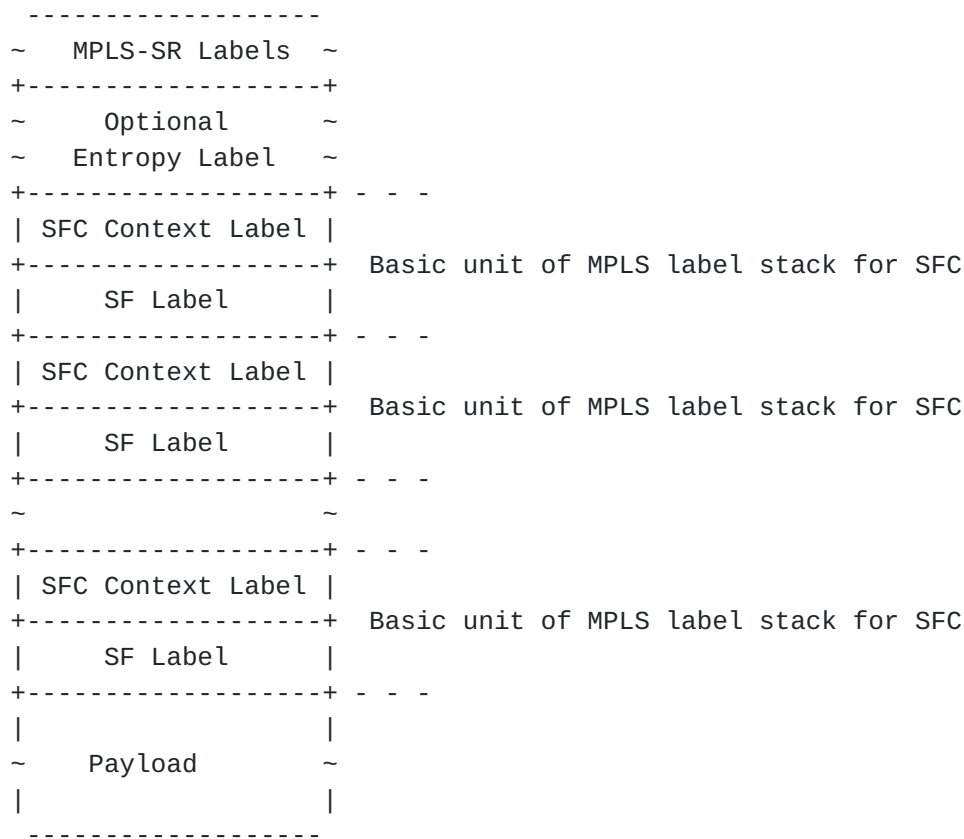 -------------------
~   MPLS-SR Labels  ~
+-------------------+
~      Optional      ~
~   Entropy Label   ~
+-------------------+ - - -
| SFC Context Label |
+-------------------+  Basic unit of MPLS label stack for SFC
|     SF Label      |
+-------------------+ - - -
| SFC Context Label |
+-------------------+  Basic unit of MPLS label stack for SFC
|     SF Label      |
+-------------------+ - - -
~                   ~
+-------------------+ - - -
| SFC Context Label |
+-------------------+  Basic unit of MPLS label stack for SFC
|     SF Label      |
+-------------------+ - - -
|                   |
~    Payload        ~
|                   |
 -------------------